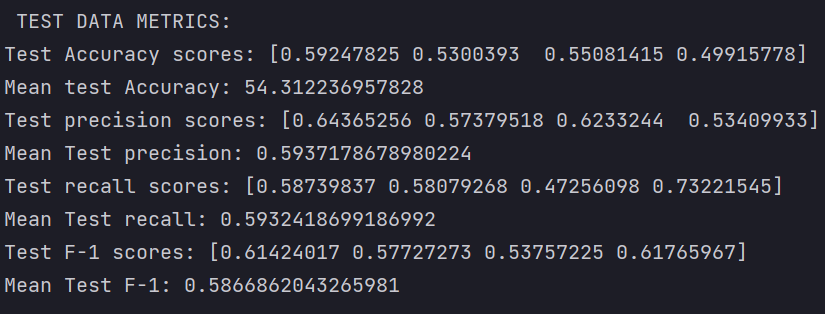 TEST DATA METRICS:
Test Accuracy scores: [0.59247825 0.5300393  0.55081415 0.49915778]
Mean test Accuracy: 54.312236957828
Test precision scores: [0.64365256 0.57379518 0.6233244  0.53409933]
Mean Test precision: 0.5937178678980224
Test recall scores: [0.58739837 0.58079268 0.47256098 0.73221545]
Mean Test recall: 0.5932418699186992
Test F-1 scores: [0.61424017 0.57727273 0.53757225 0.61765967]
Mean Test F-1: 0.5866862043265981